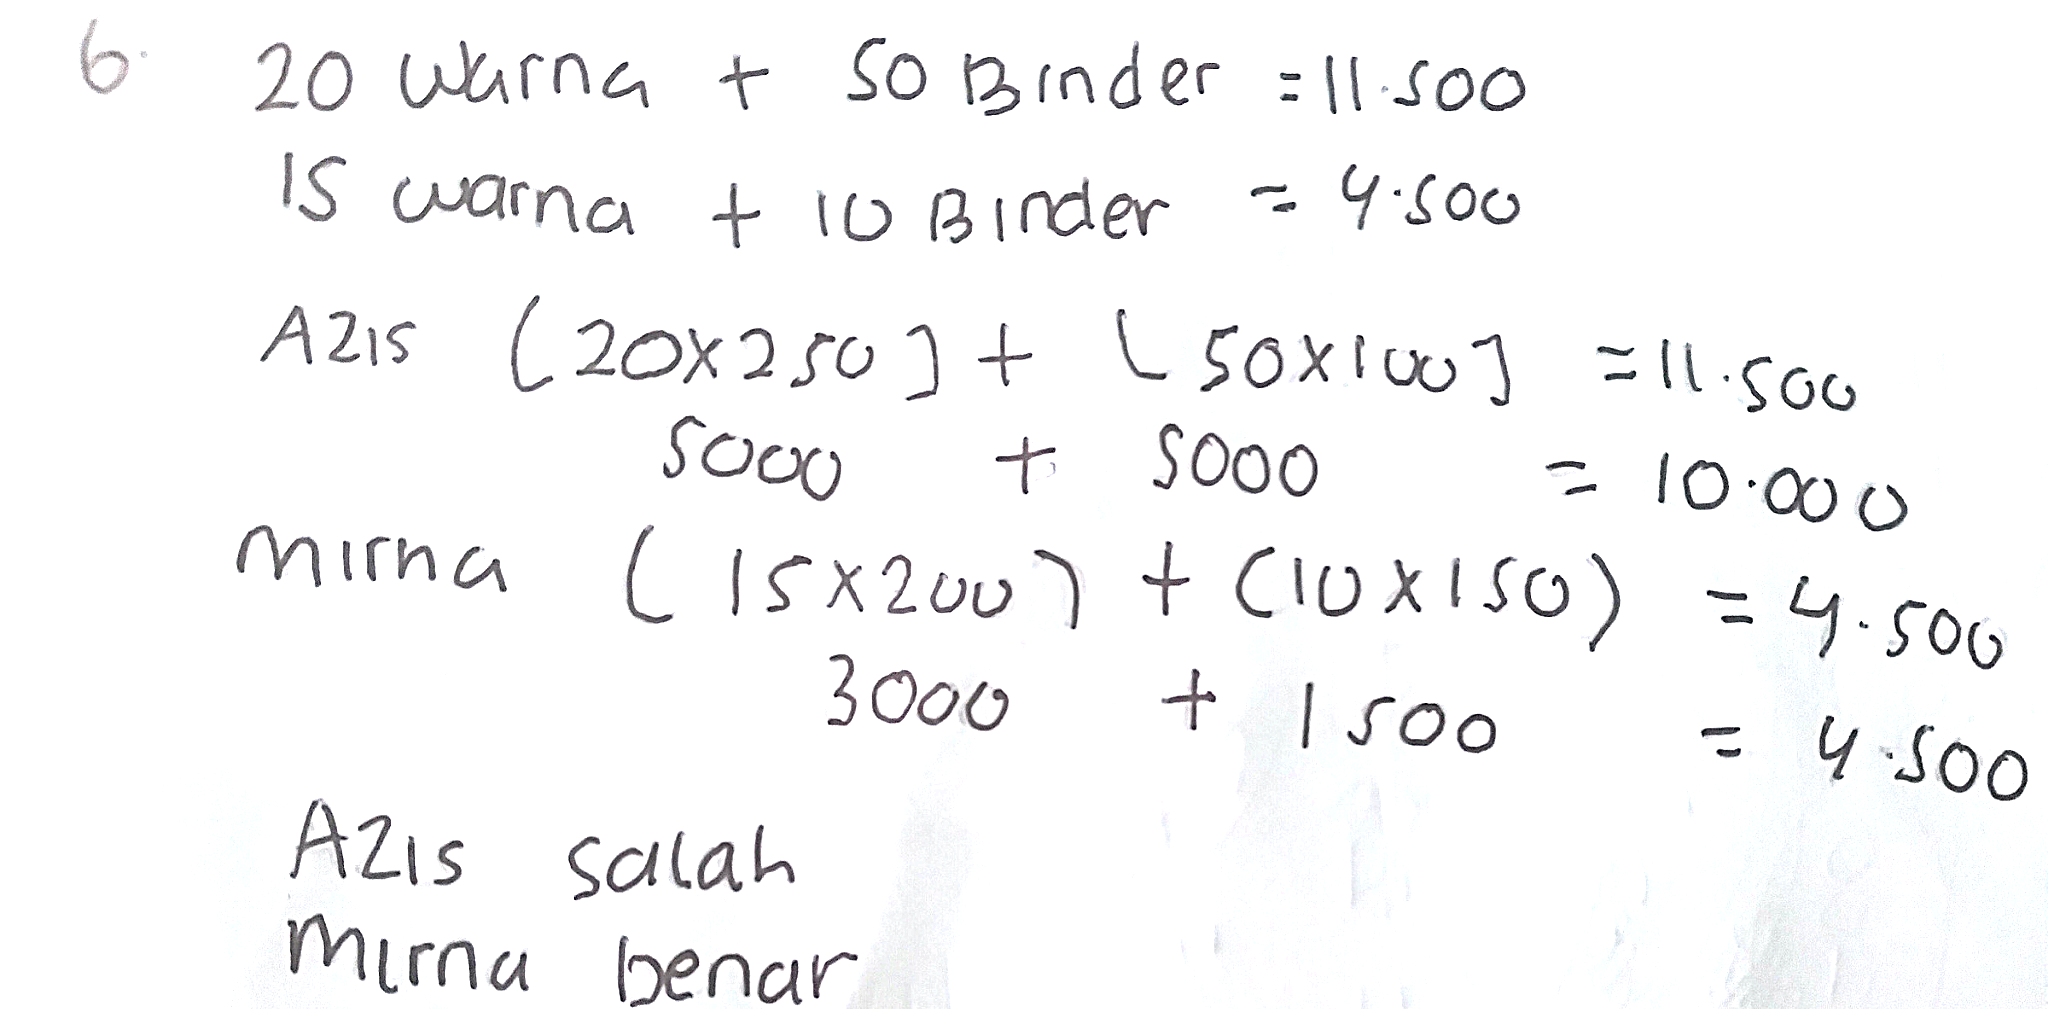 6. 20 Warna + 50 Binder = 11.500
15 warna + 10 Binder = 4.500
Azis (20x250] + (50x100] = 11.500
5000 + 5000 = 10.000
Mirna (15x200) + (10x150) = 4.500
3000 + 1500 = 4.500
Azis salah
Mirna benar